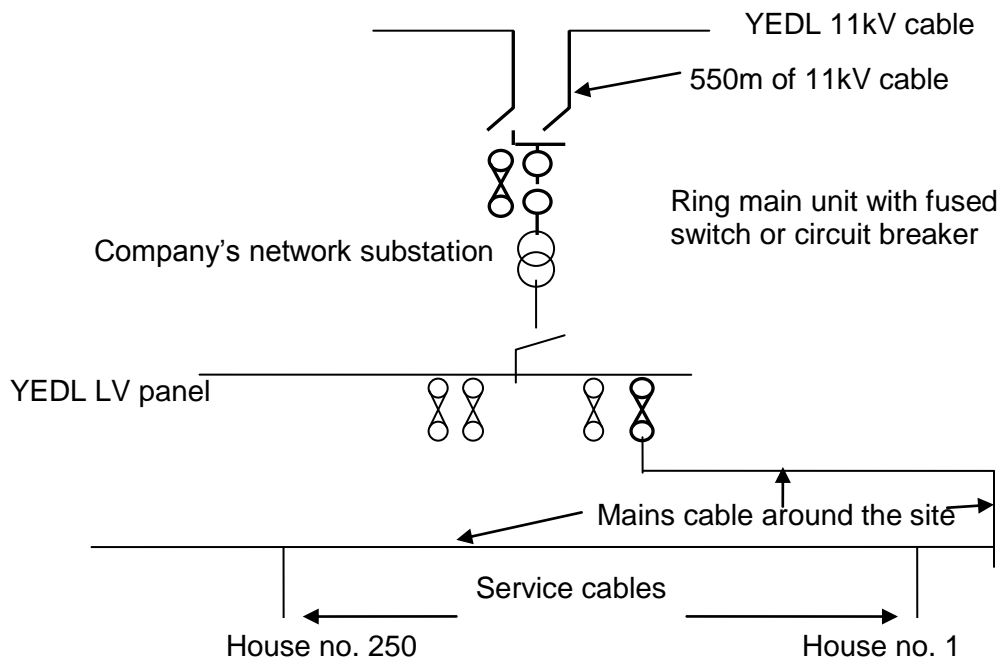 YEDL 11kV cable
550m of 11kV cable
Ring main unit with fused
switch or circuit breaker
Company’s network substation
YEDL LV panel
Mains cable around the site
Service cables
House no. 250
House no. 1